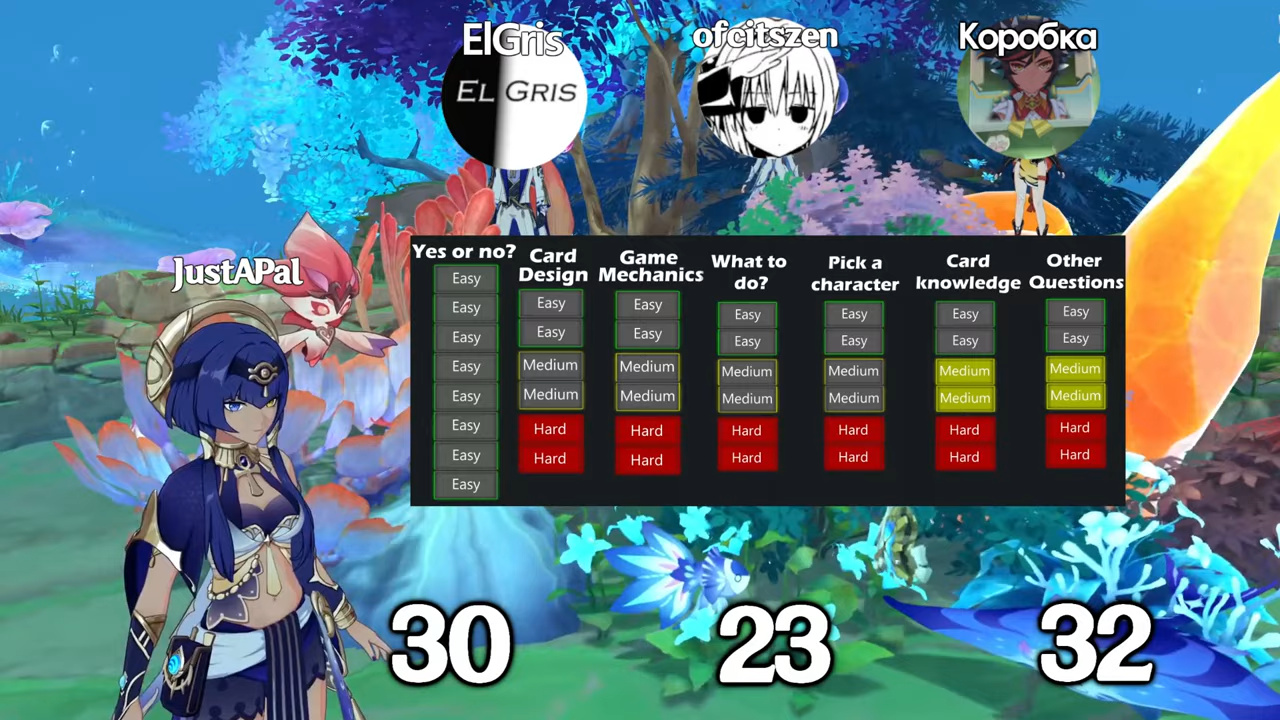 ElGris
ofcitszen
Коробка
EL GRIS
JustAPal
Yes or no?
Easy
Easy
Easy
Easy
Easy
Easy
Easy
Easy
Card
Design
Easy
Easy
Medium
Medium
Hard
Hard
Game
Mechanics
Easy
Easy
Medium
Medium
Hard
Hard
What to
do?
Easy
Easy
Medium
Medium
Hard
Hard
Pick a
character
Easy
Easy
Medium
Medium
Hard
Hard
Card
knowledge
Easy
Easy
Medium
Medium
Hard
Hard
Other
Questions
Easy
Easy
Medium
Medium
Hard
Hard
30
23
32